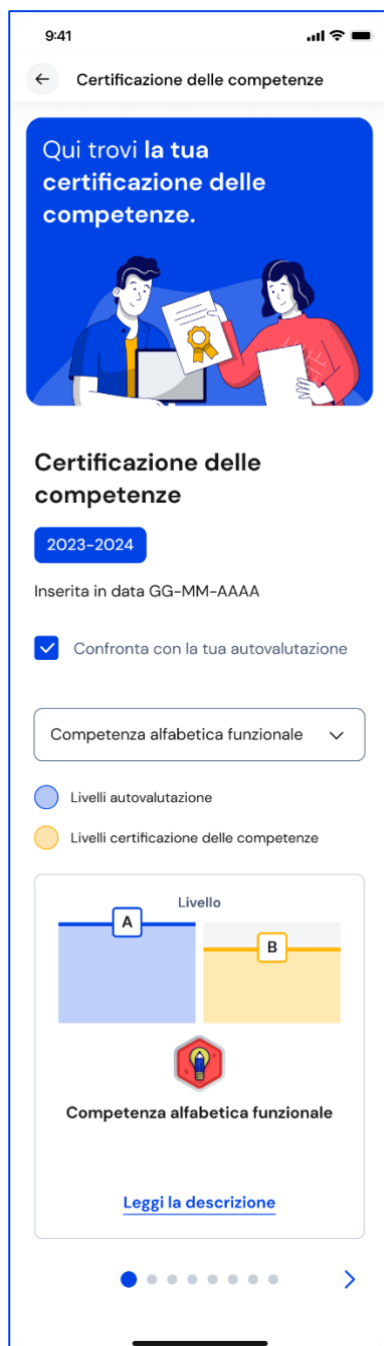 9:41
Certificazione delle competenze
Qui trovi la tua
certificazione delle
competenze.
Certificazione delle
competenze
2023-2024
Inserita in data GG-MM-AAAA
Confronta con la tua autovalutazione
Competenza alfabetica funzionale
Livelli autovalutazione
Livelli certificazione delle competenze
Livello
A
B
Competenza alfabetica funzionale
Leggi la descrizione